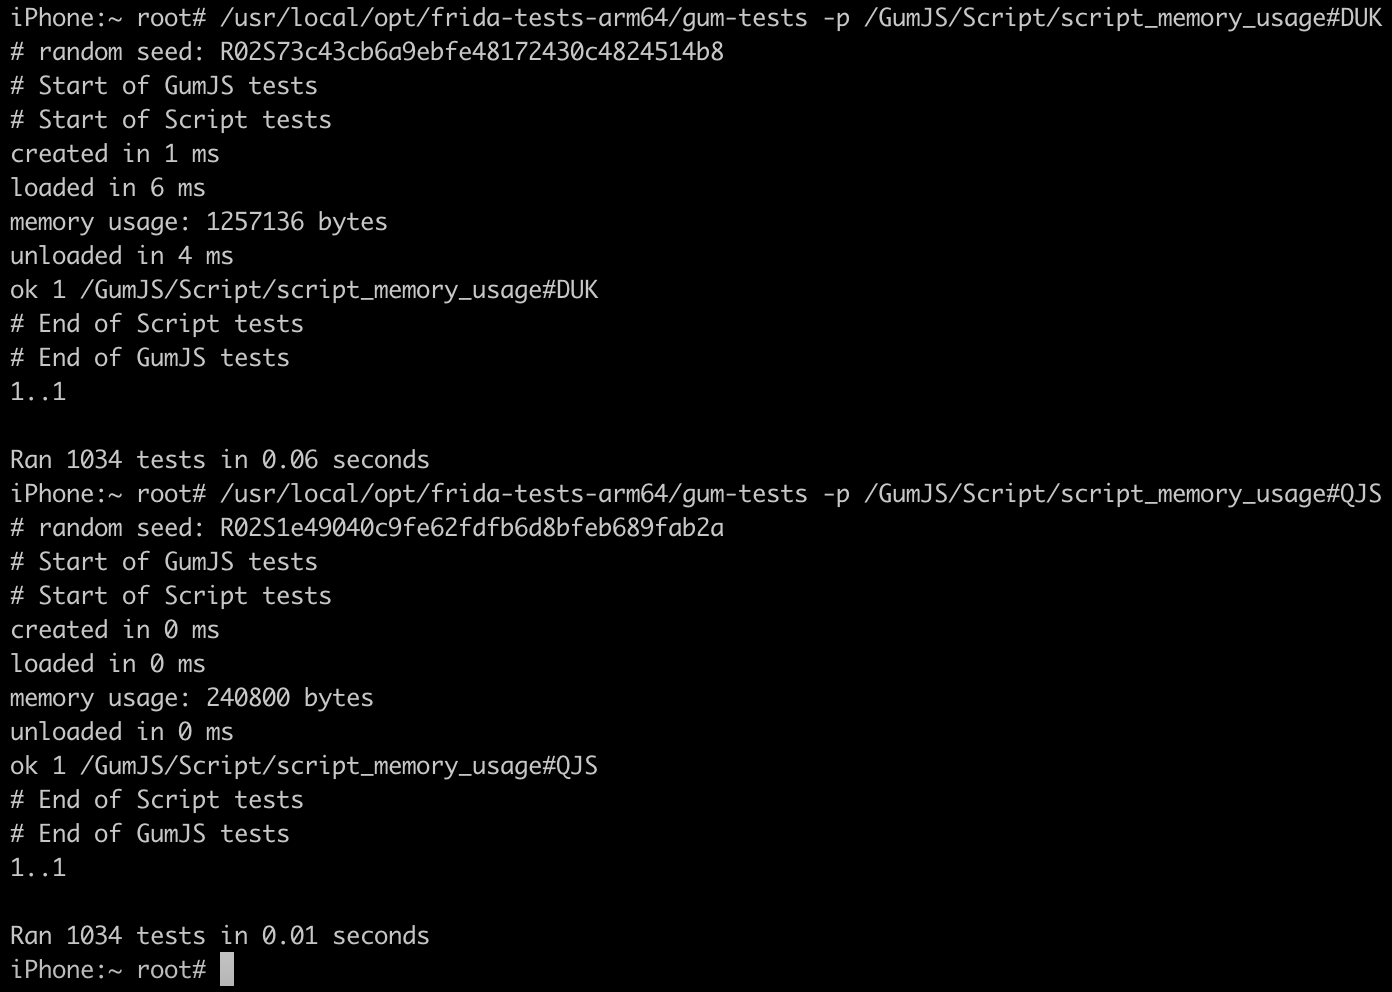 iPhone:~ root# /usr/local/opt/frida-tests-arm64/gum-tests -p /GumJS/Script/script_memory_usage#DUK
# random seed: R02S73c43cb6a9ebfe48172430c4824514b8
# Start of GumJS tests
# Start of Script tests
created in 1 ms
loaded in 6 ms
memory usage: 1257136 bytes
unloaded in 4 ms
ok 1 /GumJS/Script/script_memory_usage#DUK
# End of Script tests
# End of GumJS tests
1..1

Ran 1034 tests in 0.06 seconds
iPhone:~ root# /usr/local/opt/frida-tests-arm64/gum-tests -p /GumJS/Script/script_memory_usage#QJS
# random seed: R02S1e49040c9fe62fdfb6d8bfeb689fab2a
# Start of GumJS tests
# Start of Script tests
created in 0 ms
loaded in 0 ms
memory usage: 240800 bytes
unloaded in 0 ms
ok 1 /GumJS/Script/script_memory_usage#QJS
# End of Script tests
# End of GumJS tests
1..1

Ran 1034 tests in 0.01 seconds
iPhone:~ root#